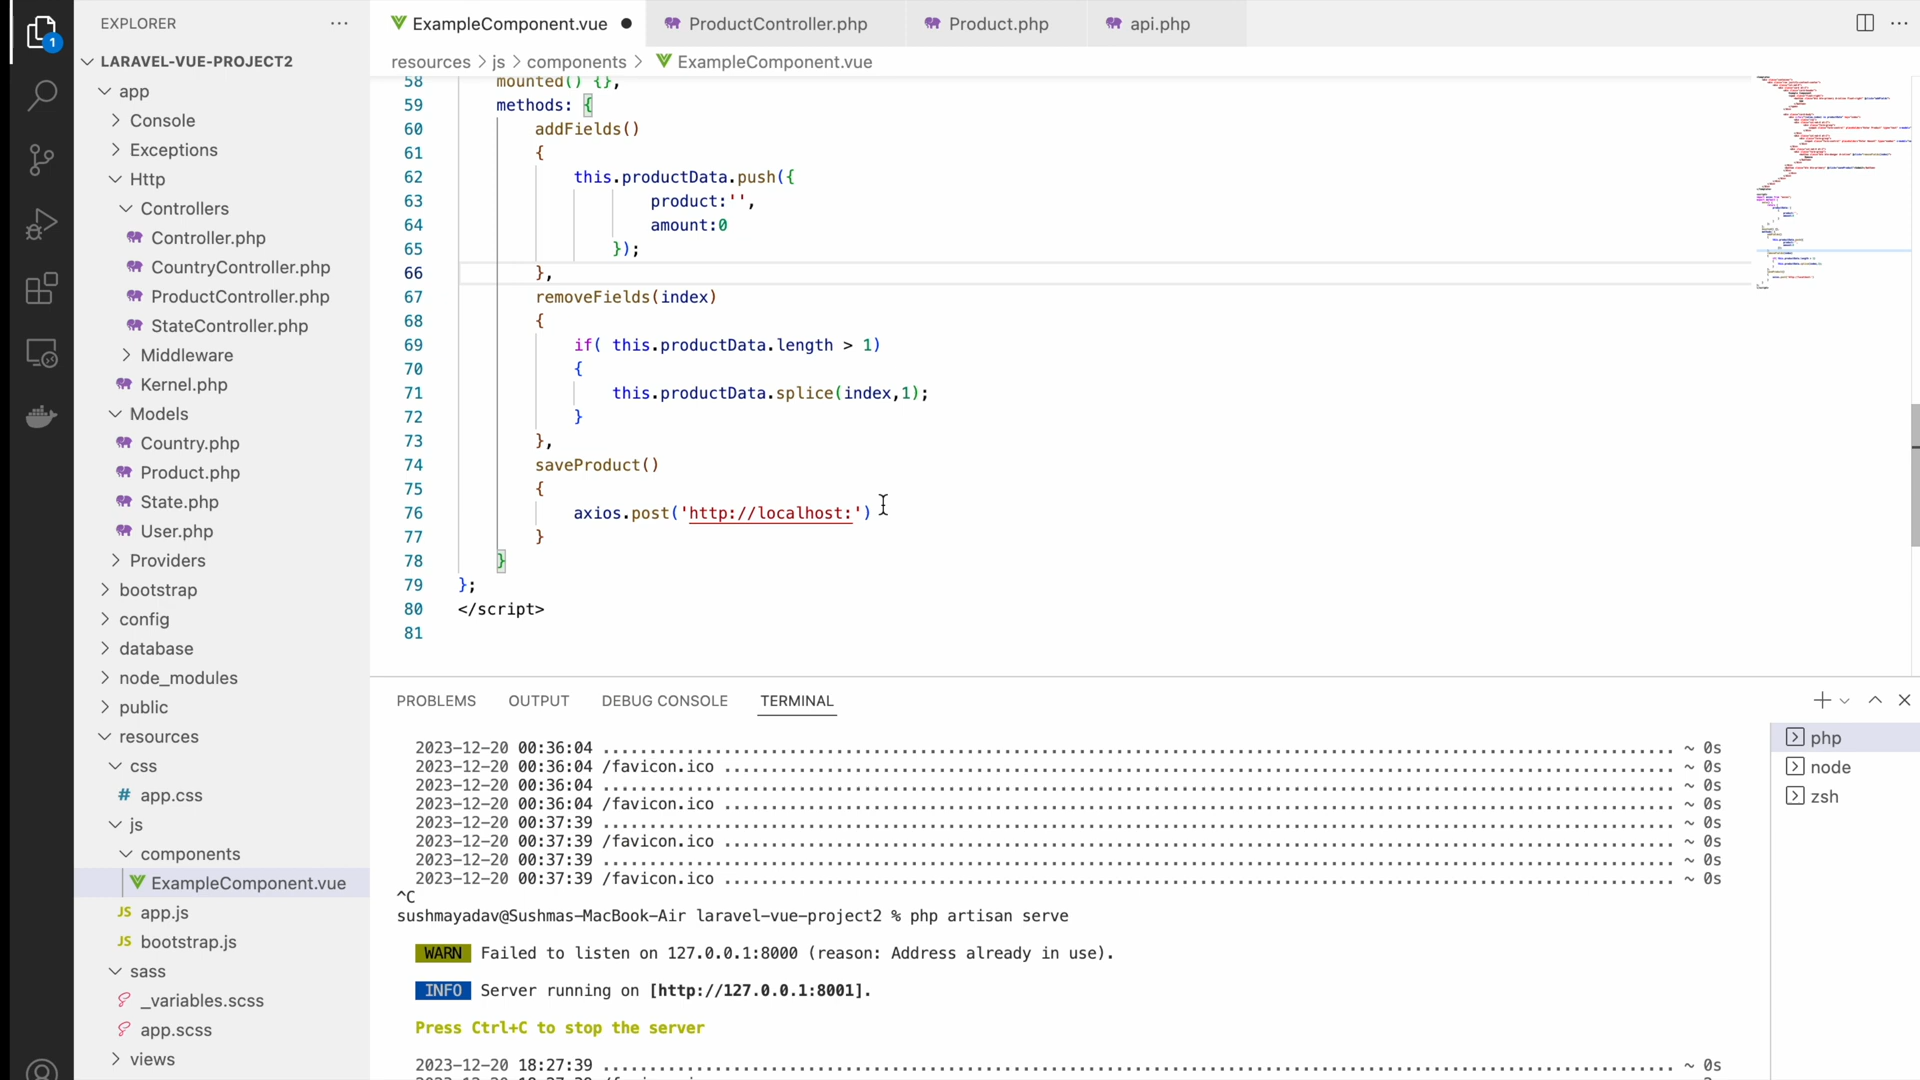 1
EXPLORER
LARAVEL-VUE-PROJECT2
app
Console
Exceptions
Http
Controllers
Controller.php
CountryController.php
ProductController.php
StateController.php
Middleware
Kernel.php
Models
Country.php
Product.php
State.php
User.php
Providers
bootstrap
config
database
node_modules
public
resources
css
# app.css
js
components
ExampleComponent.vue
JS app.js
JS bootstrap.js
sass
_variables.scss
app.scss
views
ExampleComponent.vue
ProductController.php
Product.php
api.php
resources > js > components > ExampleComponent.vue
58 mounted() {},
59 methods: {
60 addFields()
61 {
62 this.productData.push({
63 product:'',
64 amount:0
65 });
66 },
67 removeFields(index)
68 {
69 if( this.productData.length > 1)
70 {
71 this.productData.splice(index,1);
72 }
73 },
74 saveProduct()
75 {
76 axios.post('http://localhost:')
77 }
78 }
79 };
80 </script>
81
PROBLEMS OUTPUT DEBUG CONSOLE TERMINAL
2023-12-20 00:36:04 ........ ~ 0s
2023-12-20 00:36:04 /favicon.ico ........ ~ 0s
2023-12-20 00:36:04 ........ ~ 0s
2023-12-20 00:36:04 /favicon.ico ........ ~ 0s
2023-12-20 00:37:39 ........ ~ 0s
2023-12-20 00:37:39 /favicon.ico ........ ~ 0s
2023-12-20 00:37:39 ........ ~ 0s
2023-12-20 00:37:39 /favicon.ico ........ ~ 0s
^C
sushmayadav@Sushmas-MacBook-Air laravel-vue-project2 % php artisan serve
WARN Failed to listen on 127.0.0.1:8000 (reason: Address already in use).
INFO Server running on [http://127.0.0.1:8001].
Press Ctrl+C to stop the server
2023-12-20 18:27:39 ........ ~ 0s
php
node
zsh